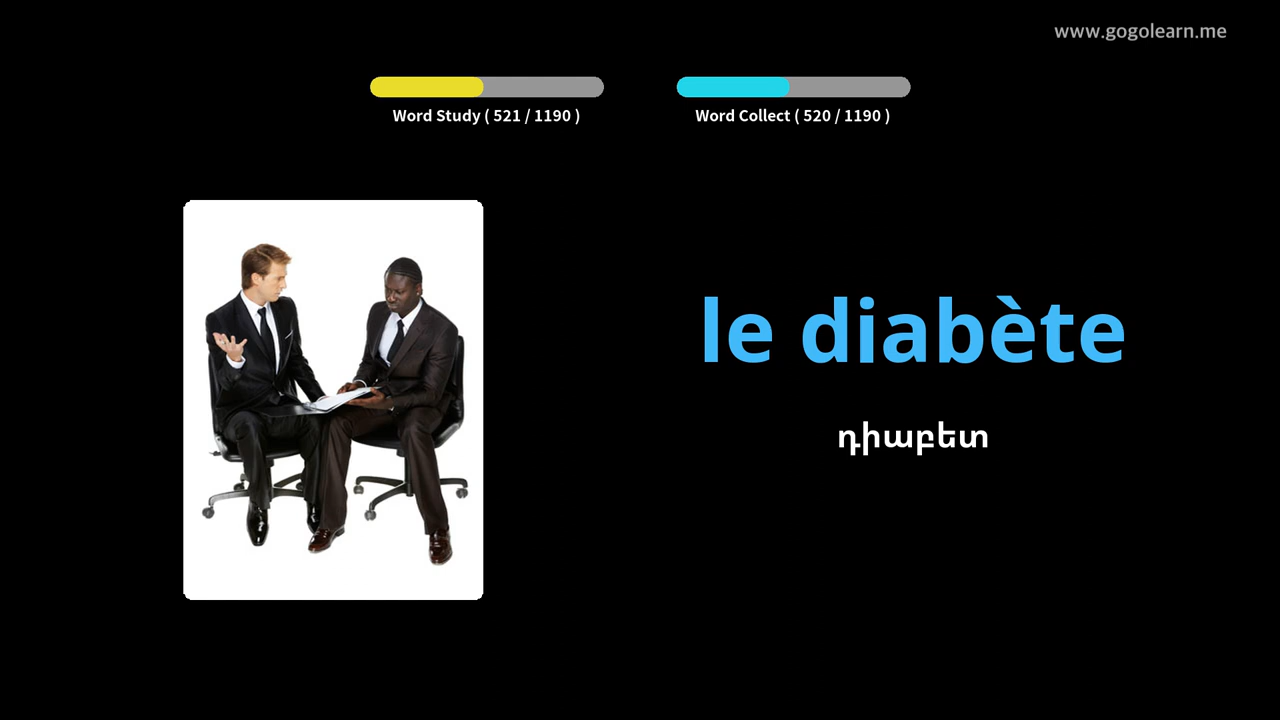 www.gogolearn.me
Word Study ( 521 / 1190 )
Word Collect ( 520 / 1190 )
le diabète
դիաբետ